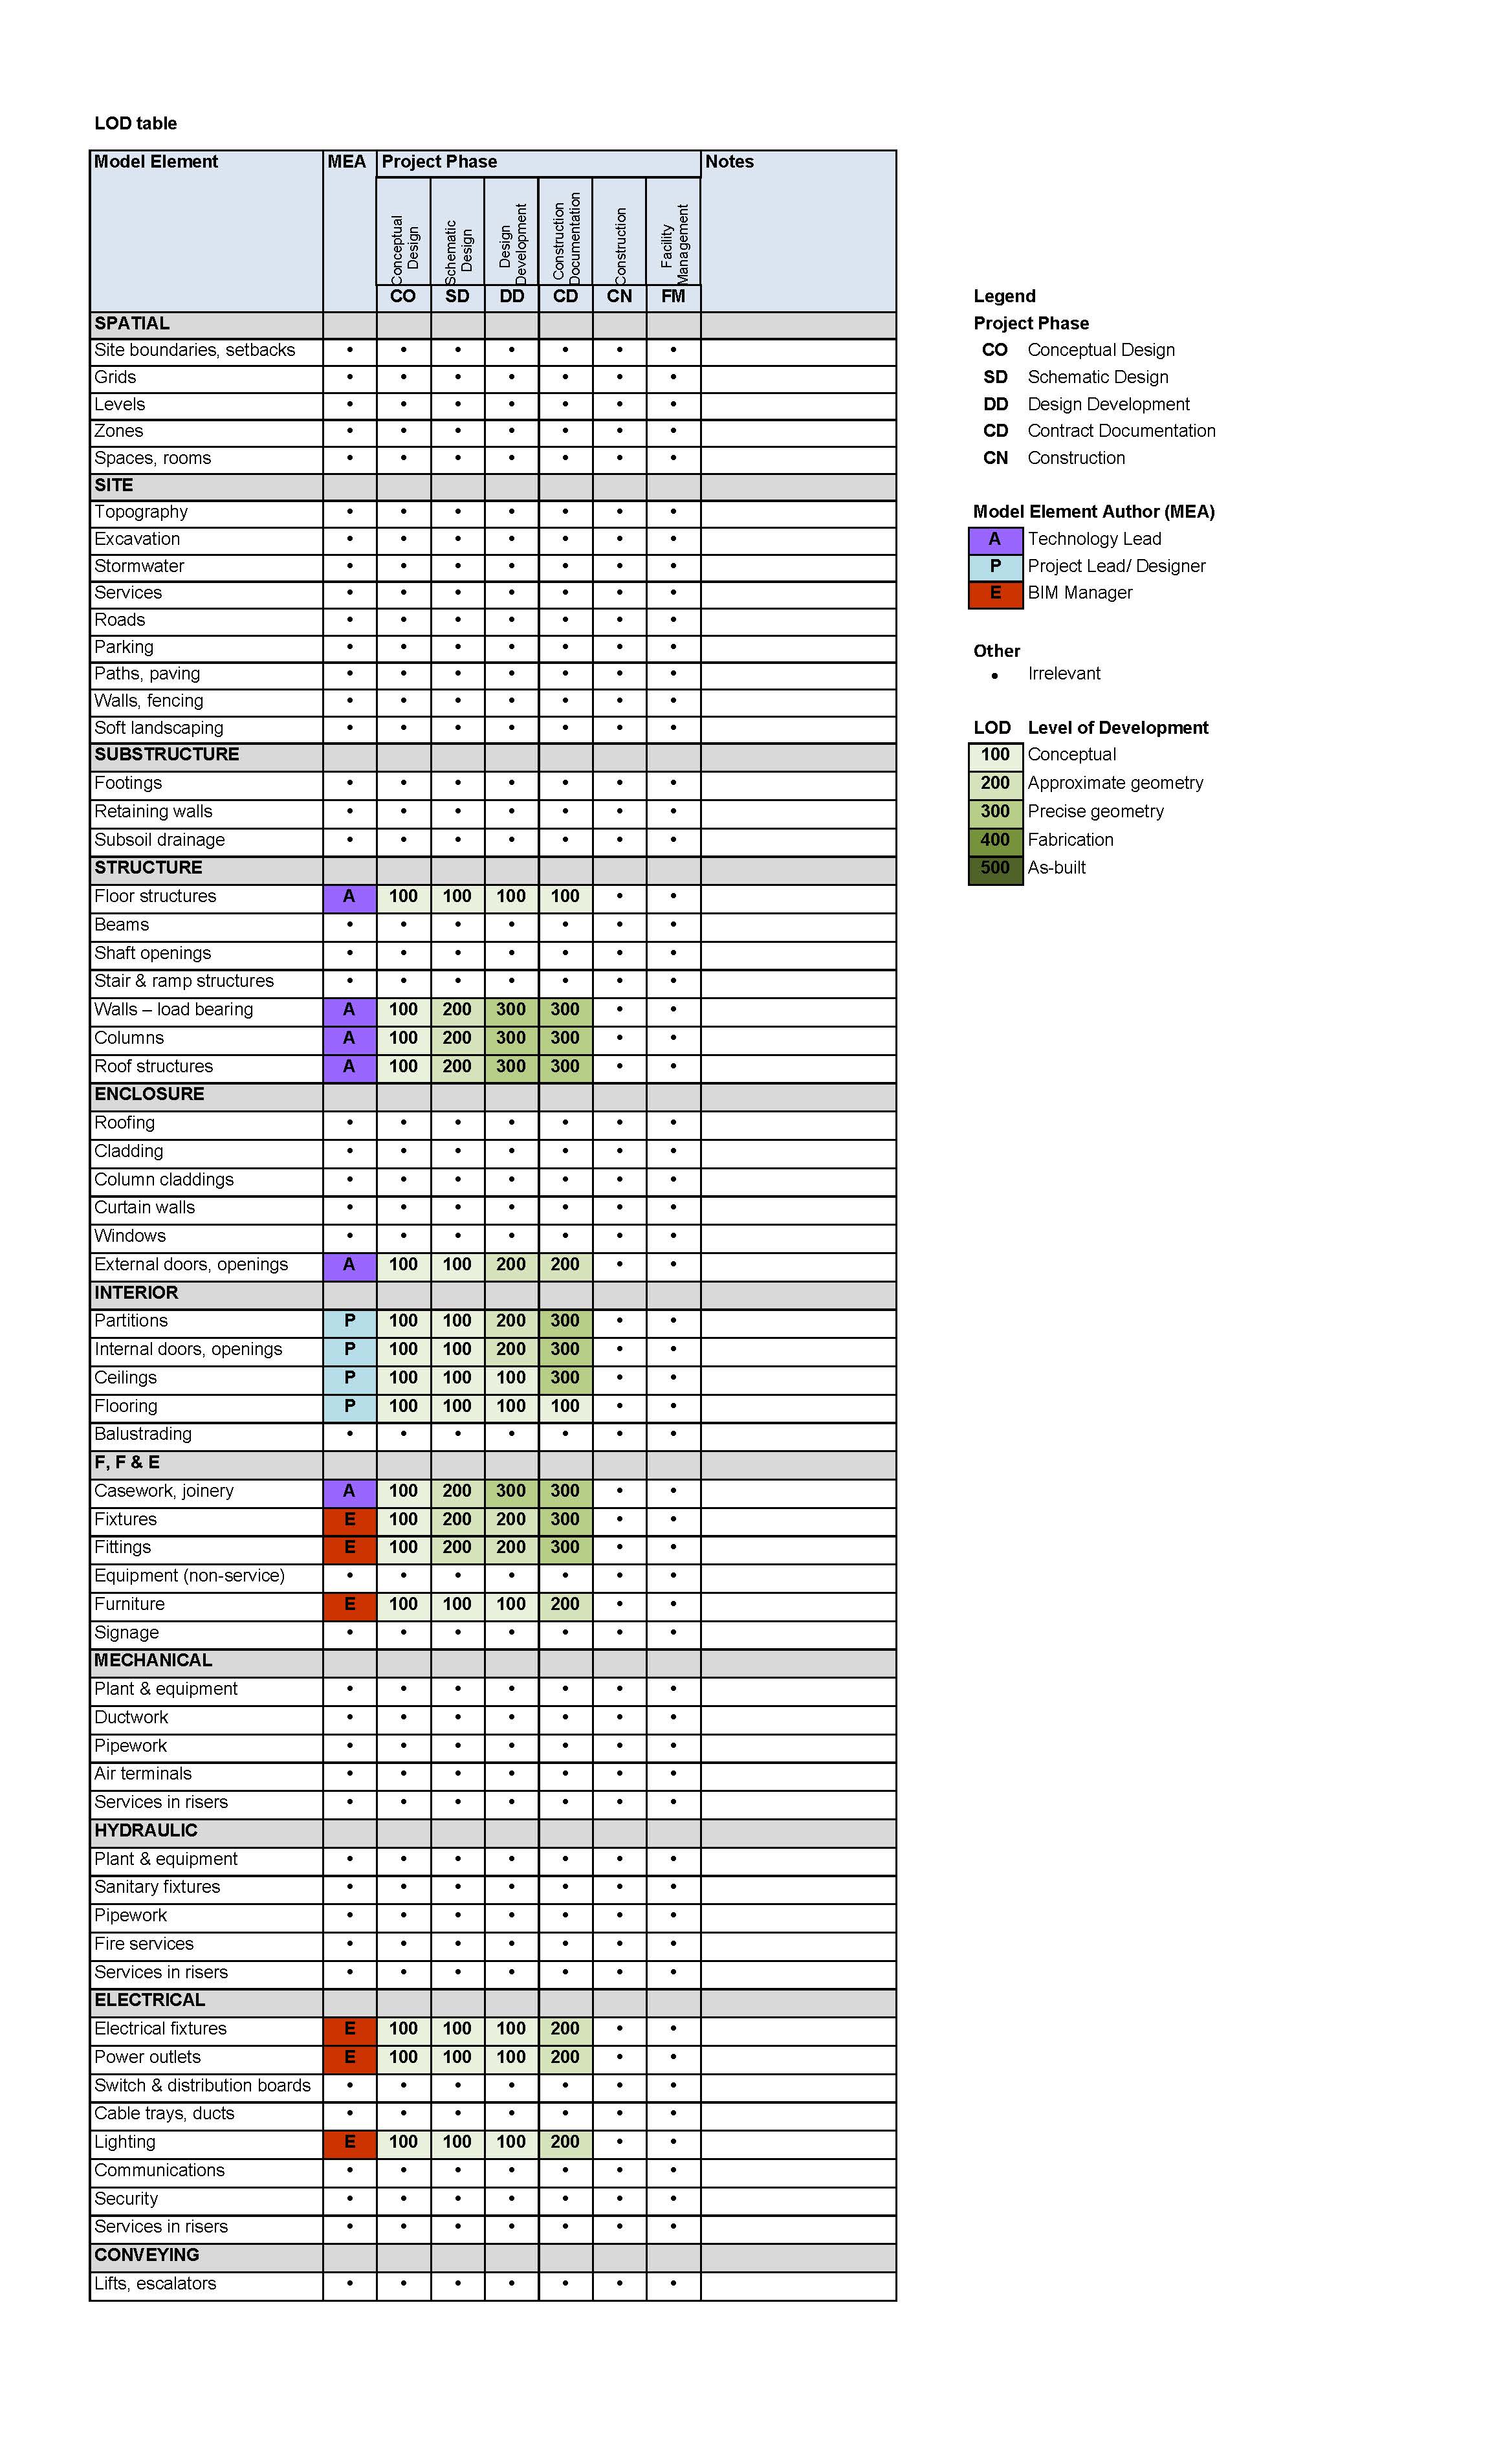 LOD table
Model Element MEA Project Phase Notes
Conceptual Design Schematic Design Design Development Construction Documentation Construction Facility Management
CO SD DD CD CN FM
SPATIAL
Site boundaries, setbacks • • • • • • •
Grids • • • • • • •
Levels • • • • • • •
Zones • • • • • • •
Spaces, rooms • • • • • • •
SITE
Topography • • • • • • •
Excavation • • • • • • •
Stormwater • • • • • • •
Services • • • • • • •
Roads • • • • • • •
Parking • • • • • • •
Paths, paving • • • • • • •
Walls, fencing • • • • • • •
Soft landscaping • • • • • • •
SUBSTRUCTURE
Footings • • • • • • •
Retaining walls • • • • • • •
Subsoil drainage • • • • • • •
STRUCTURE
Floor structures A 100 100 100 100 • •
Beams • • • • • • •
Shaft openings • • • • • • •
Stair & ramp structures • • • • • • •
Walls – load bearing A 100 200 300 300 • •
Columns A 100 200 300 300 • •
Roof structures A 100 200 300 300 • •
ENCLOSURE
Roofing • • • • • • •
Cladding • • • • • • •
Column claddings • • • • • • •
Curtain walls • • • • • • •
Windows • • • • • • •
External doors, openings A 100 100 200 200 • •
INTERIOR
Partitions P 100 100 200 300 • •
Internal doors, openings P 100 100 200 300 • •
Ceilings P 100 100 100 300 • •
Flooring P 100 100 100 100 • •
Balustrading • • • • • • •
F, F & E
Casework, joinery A 100 200 300 300 • •
Fixtures E 100 200 200 300 • •
Fittings E 100 200 200 300 • •
Equipment (non-service) • • • • • • •
Furniture E 100 100 100 200 • •
Signage • • • • • • •
MECHANICAL
Plant & equipment • • • • • • •
Ductwork • • • • • • •
Pipework • • • • • • •
Air terminals • • • • • • •
Services in risers • • • • • • •
HYDRAULIC
Plant & equipment • • • • • • •
Sanitary fixtures • • • • • • •
Pipework • • • • • • •
Fire services • • • • • • •
Services in risers • • • • • • •
ELECTRICAL
Electrical fixtures E 100 100 100 200 • •
Power outlets E 100 100 100 200 • •
Switch & distribution boards • • • • • • •
Cable trays, ducts • • • • • • •
Lighting E 100 100 100 200 • •
Communications • • • • • • •
Security • • • • • • •
Services in risers • • • • • • •
CONVEYING
Lifts, escalators • • • • • • •
Legend
Project Phase
CO Conceptual Design
SD Schematic Design
DD Design Development
CD Contract Documentation
CN Construction
Model Element Author (MEA)
A Technology Lead
P Project Lead/ Designer
E BIM Manager
Other
• Irrelevant
LOD Level of Development
100 Conceptual
200 Approximate geometry
300 Precise geometry
400 Fabrication
500 As-built